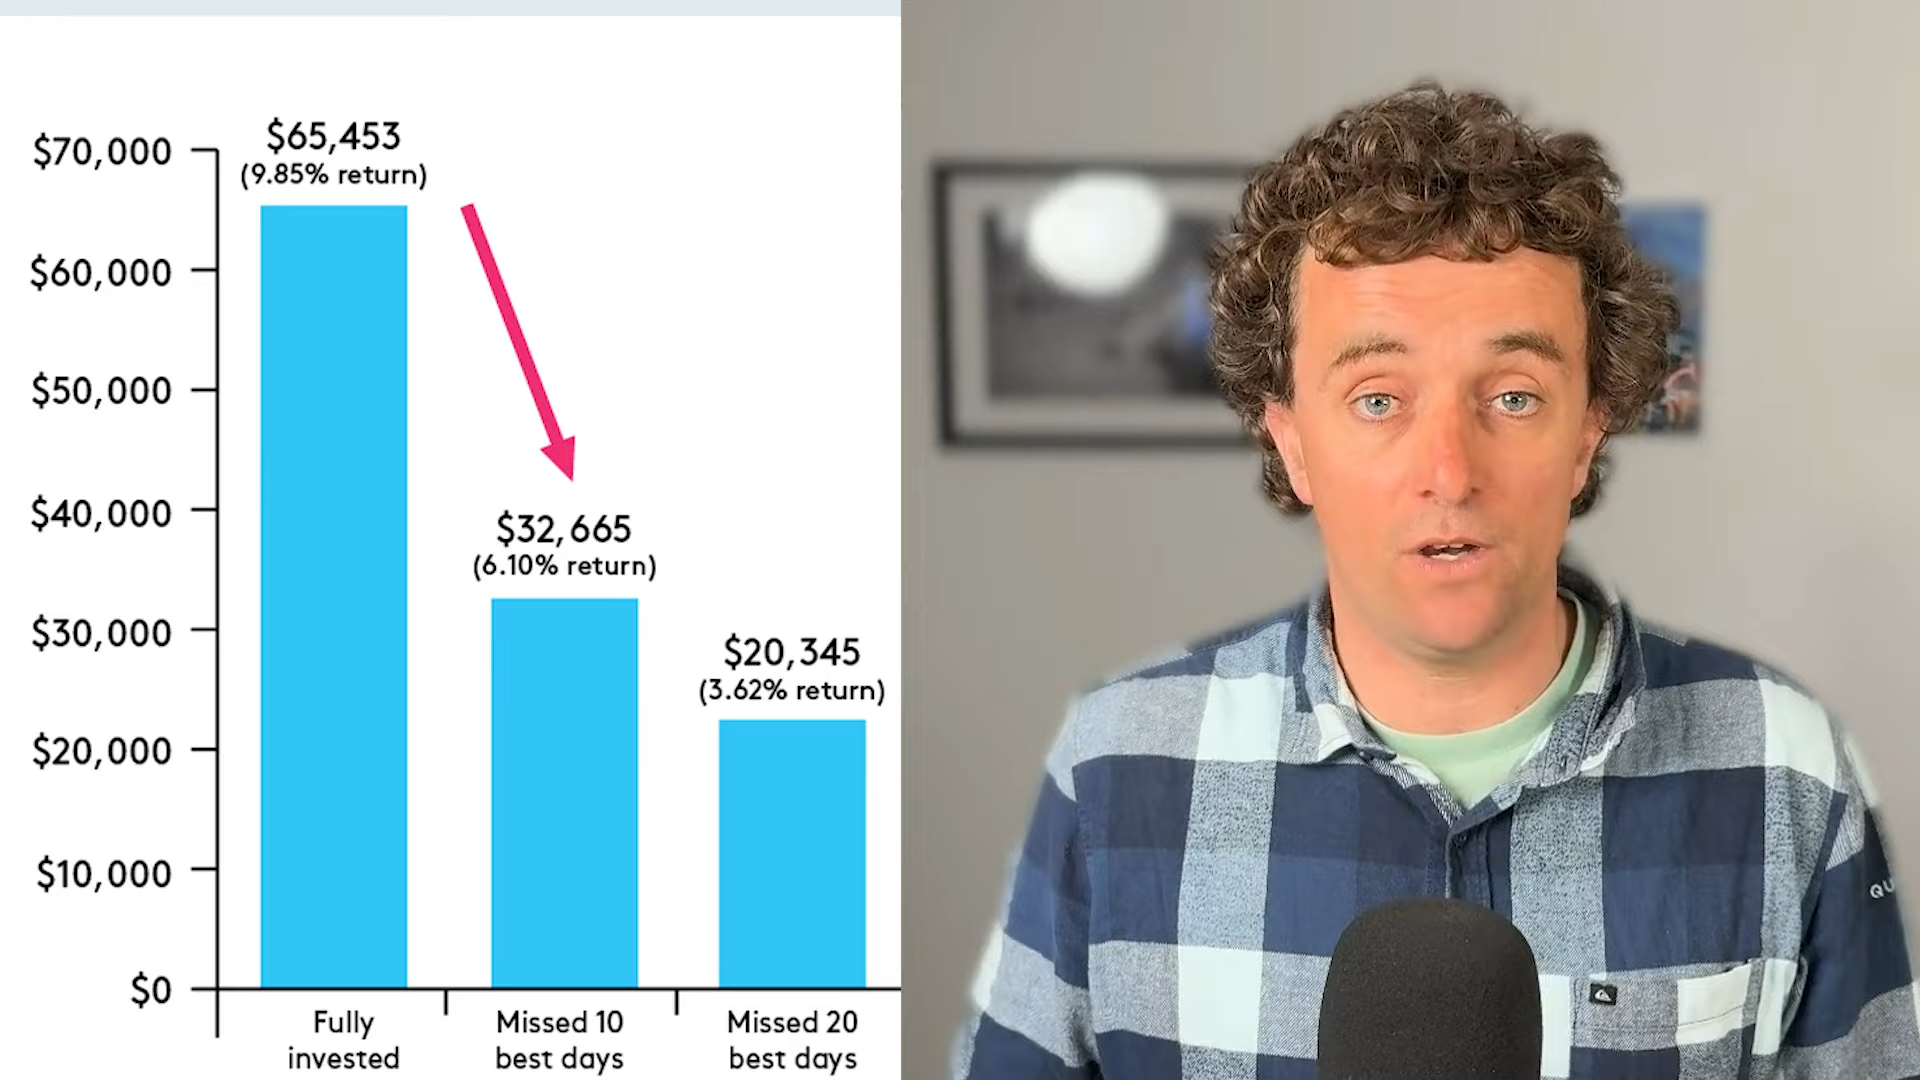 $70,000
$60,000
$50,000
$40,000
$30,000
$20,000
$10,000
$0
$65,453
(9.85% return)
$32,665
(6.10% return)
$20,345
(3.62% return)
Fully
invested
Missed 10
best days
Missed 20
best days
QU